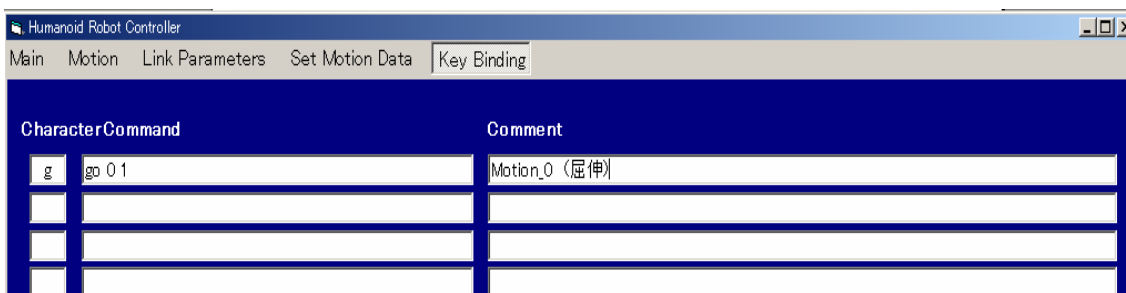 Humanoid Robot Controller
Main Motion Link Parameters Set Motion Data Key Binding
Character Command Comment
g go 0 1 Motion_0 (屈伸)